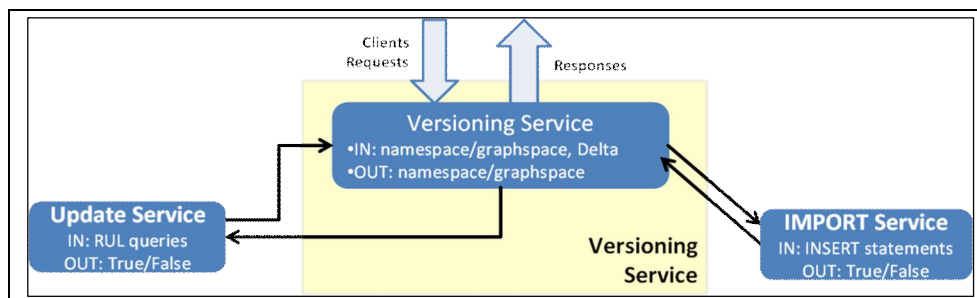 Clients
Requests
Responses
Versioning Service
•IN: namespace/graphspace, Delta
•OUT: namespace/graphspace
Update Service
IN: RUL queries
OUT: True/False
IMPORT Service
IN: INSERT statements
OUT: True/False
Versioning
Service